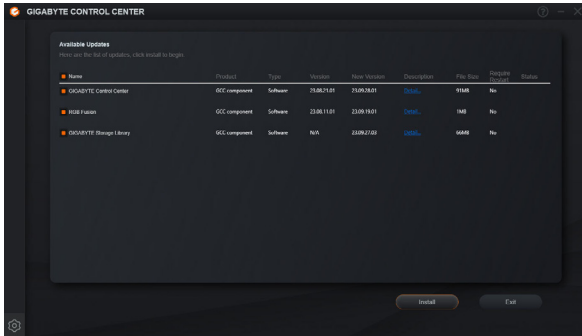 GIGABYTE CONTROL CENTER
Available Updates
Here are the list of updates, click install to begin.
Name Product Type Version New Version Description File Size Require Restart Status
GIGABYTE Control Center GCC component Software 23.08.21.01 23.09.28.01 Detail... 91MB No
RGB Fusion GCC component Software 23.08.11.01 23.09.19.01 Detail... 1MB No
GIGABYTE Storage Library GCC component Software N/A 23.09.27.03 Detail... 66MB No
Install Exit